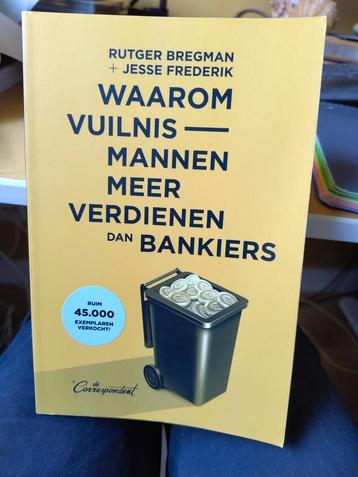 RUTGER BREGMAN
+ JESSE FREDERIK
WAAROM
VUILNIS—
MANNEN
MEER
VERDIENEN
DAN BANKIERS
RUIM
45.000
EXEMPLAREN
VERKOCHT!
de
Correspondent